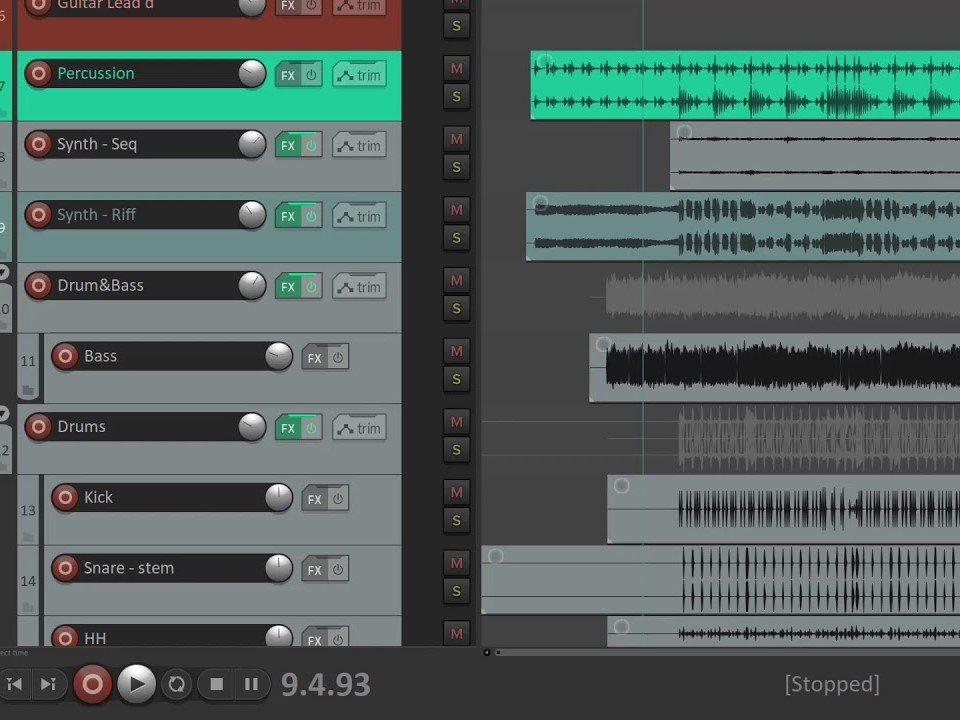 6 Guitar Lead d FX trim
S
7 Percussion FX trim M
S
8 Synth - Seq FX trim M
S
9 Synth - Riff FX trim M
S
Drum&Bass FX trim M
10 S
11 Bass FX M
S
Drums FX trim M
12 S
13 Kick FX M
S
14 Snare - stem FX M
S
HH FX M
ect time
9.4.93 [Stopped]